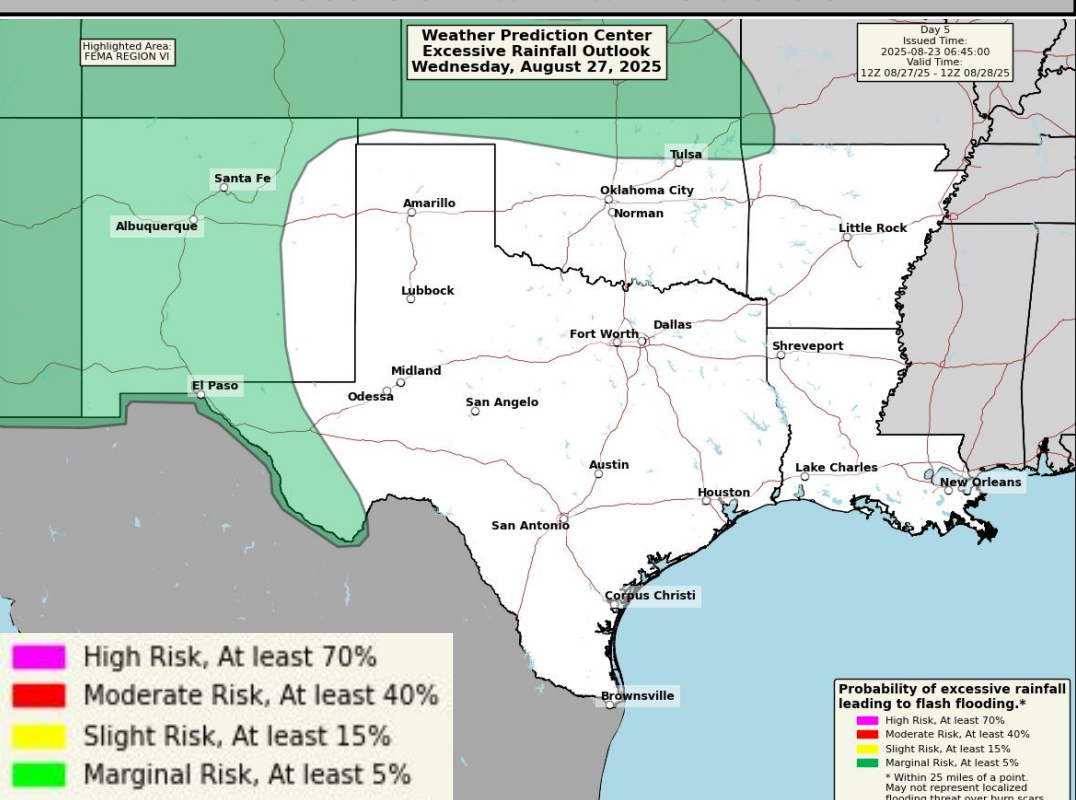 Weather Prediction Center
Excessive Rainfall Outlook
Wednesday, August 27, 2025
Highlighted Area:
FEMA REGION VI
Day 5
Issued Time:
2025-08-23 06:45:00
Valid Time:
12Z 08/27/25 - 12Z 08/28/25
Tulsa
Santa Fe
Oklahoma City
Amarillo
Norman
Albuquerque
Little Rock
Lubbock
Dallas
Fort Worth
Shreveport
Midland
El Paso
Odessa
San Angelo
Austin
Lake Charles
New Orleans
Houston
San Antonio
Corpus Christi
Brownsville
High Risk, At least 70%
Moderate Risk, At least 40%
Slight Risk, At least 15%
Marginal Risk, At least 5%
Probability of excessive rainfall
leading to flash flooding.*
High Risk, At least 70%
Moderate Risk, At least 40%
Slight Risk, At least 15%
Marginal Risk, At least 5%
* Within 25 miles of a point.
May not represent localized
flooding threat over burn scars